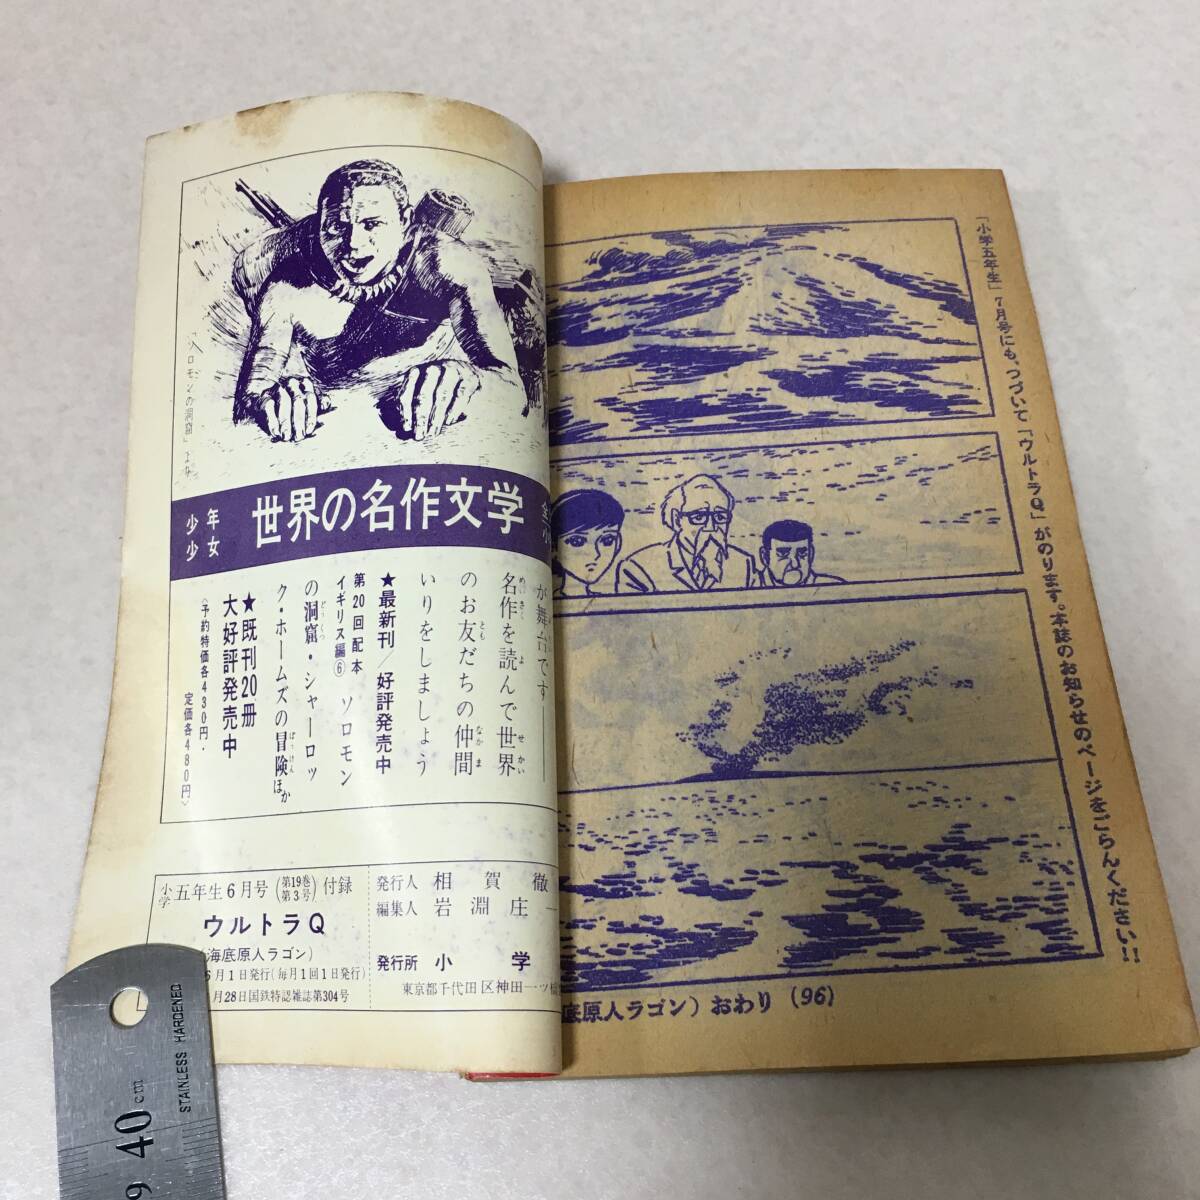 「ソロモンの洞窟」より
少年
少女
世界の名作文学
が舞台です
名作を読んで世界
のお友だちの仲間
いりをしましょう
★最新刊/好評発売中
第20回配本
イギリス編⑥ ソロモン
の洞窟・シャーロッ
ク・ホームズの冒険ほか
★既刊20冊
大好評発売中
〈予約特価各430円・
定価各480円〉
小学五年生6月号(第19巻第3号)付録
ウルトラQ
海底原人ラゴン)
6月1日発行(毎月1回1日発行)
月28日国鉄特認雑誌第304号
発行人 相賀徹
編集人 岩淵庄一
発行所 小学
東京都千代田区神田一ツ橋
「小学五年生」7月号にも、つづいて「ウルトラQ」がのります。本誌のお知らせのページをごらんください!!
底原人ラゴン)おわり (96)
STAINLESS HARDENED
9 40 cm